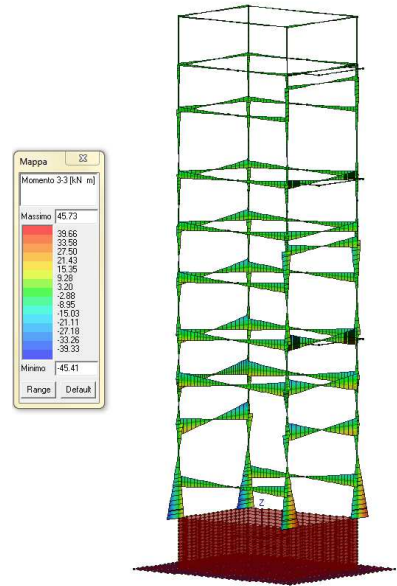 Mappa
Momento 3-3 [kN m]
Massimo 45.73
39.66
33.58
27.50
21.43
15.35
9.28
3.20
-2.88
-8.95
-15.03
-21.11
-27.18
-33.26
-39.33
Minimo -45.41
Range Default
Z